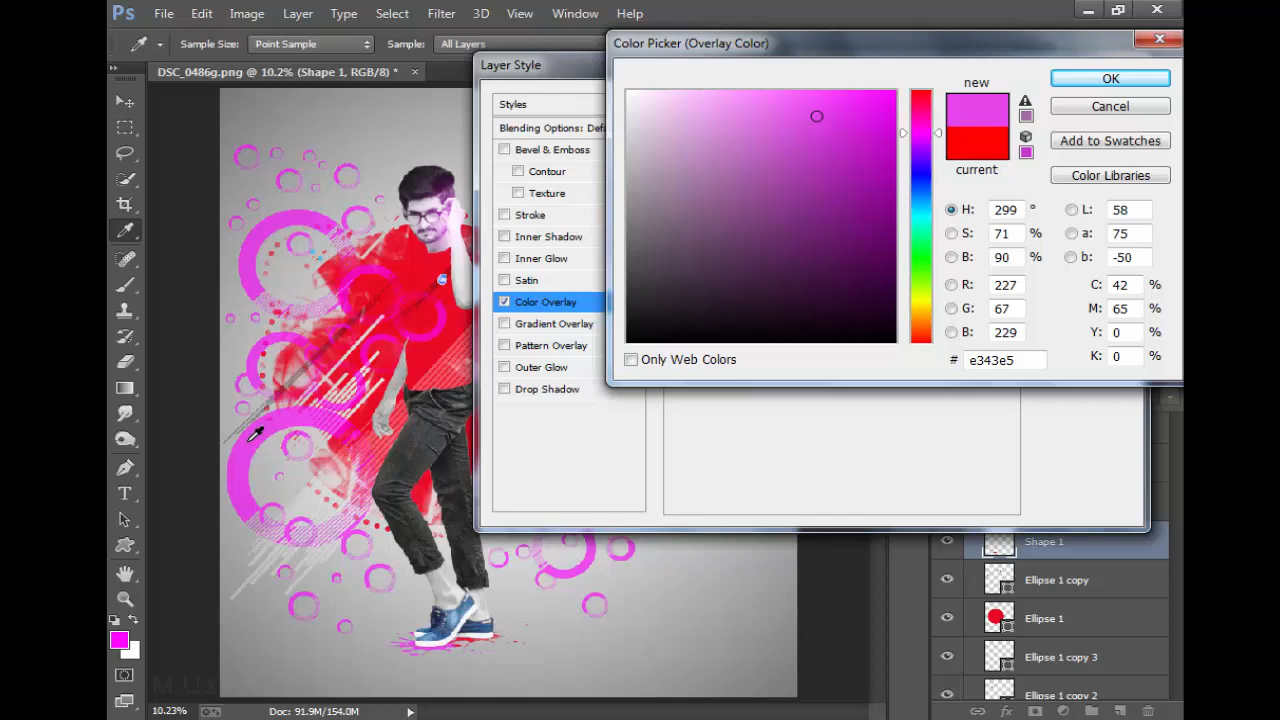 Ps File Edit Image Layer Type Select Filter 3D View Window Help
Sample Size: Point Sample Sample: All Layers
DSC_0486g.png @ 10.2% (Shape 1, RGB/8) *
Layer Style
Styles
Blending Options: Defa
Bevel & Emboss
Contour
Texture
Stroke
Inner Shadow
Inner Glow
Satin
Color Overlay
Gradient Overlay
Pattern Overlay
Outer Glow
Drop Shadow
Color Picker (Overlay Color)
new
current
OK
Cancel
Add to Swatches
Color Libraries
H: 299 °
S: 71 %
B: 90 %
R: 227
G: 67
B: 229
L: 58
a: 75
b: -50
C: 42 %
M: 65 %
Y: 0 %
K: 0 %
# e343e5
Only Web Colors
Shape 1
Ellipse 1 copy
Ellipse 1
Ellipse 1 copy 3
Ellipse 1 copy 2
10.23% Doc: 91.9M/154.0M